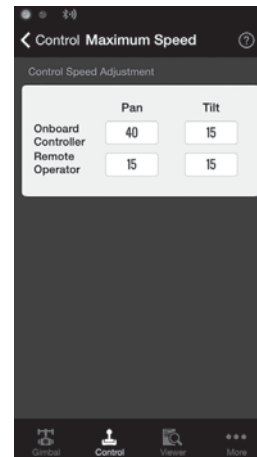 Control Maximum Speed ?
Control Speed Adjustment
Pan Tilt
Onboard
Controller 40 15
Remote
Operator 15 15
Gimbal Control Viewer More